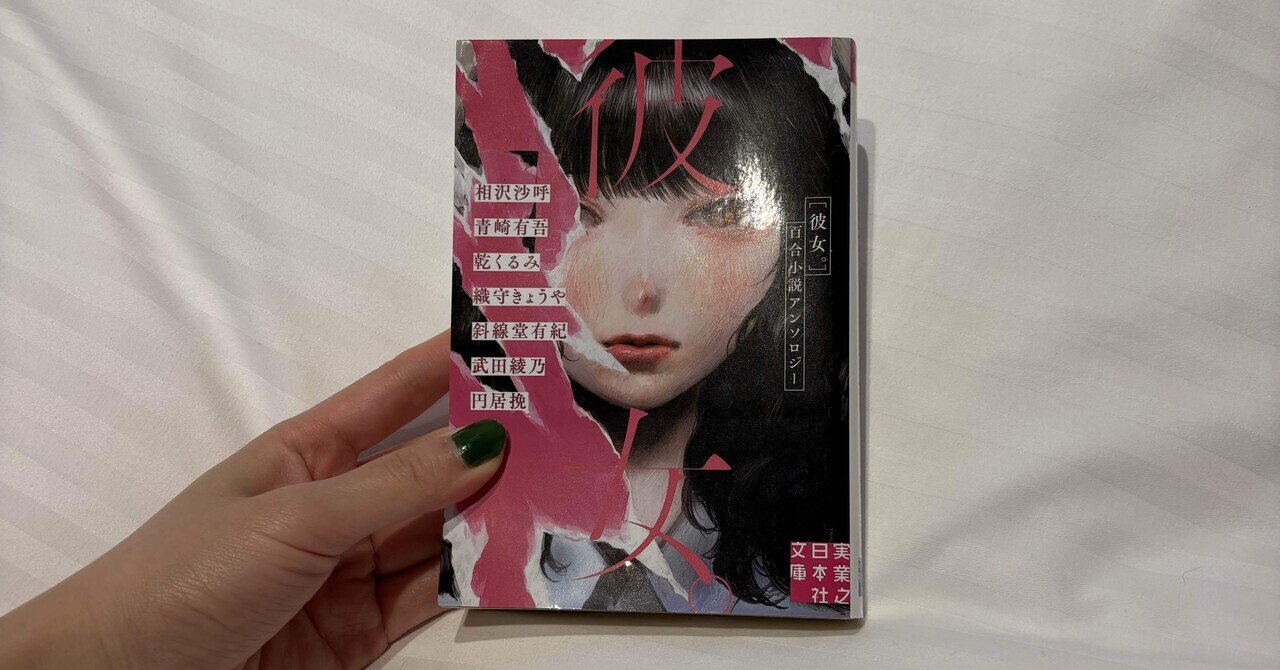 彼女。
[彼女。]
百合小説アンソロジー
相沢沙呼
青崎有吾
乾くるみ
織守きょうや
斜線堂有紀
武田綾乃
円居挽
実業之
日本社
文庫